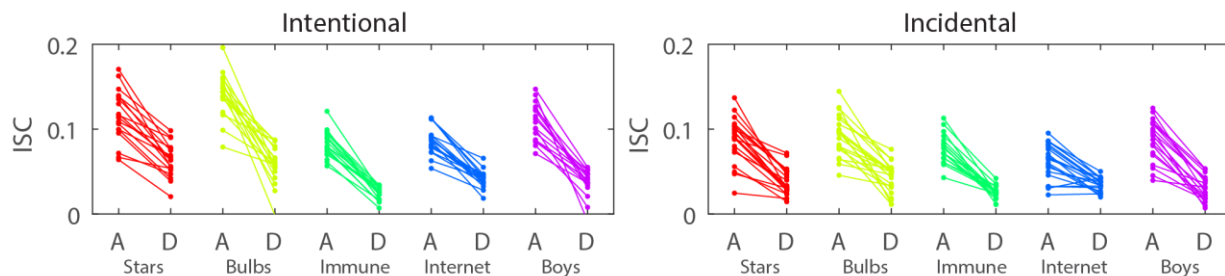 Intentional
Incidental
0.2
0.1
0
ISC
A D A D A D A D A D
Stars Bulbs Immune Internet Boys
0.2
0.1
0
ISC
A D A D A D A D A D
Stars Bulbs Immune Internet Boys